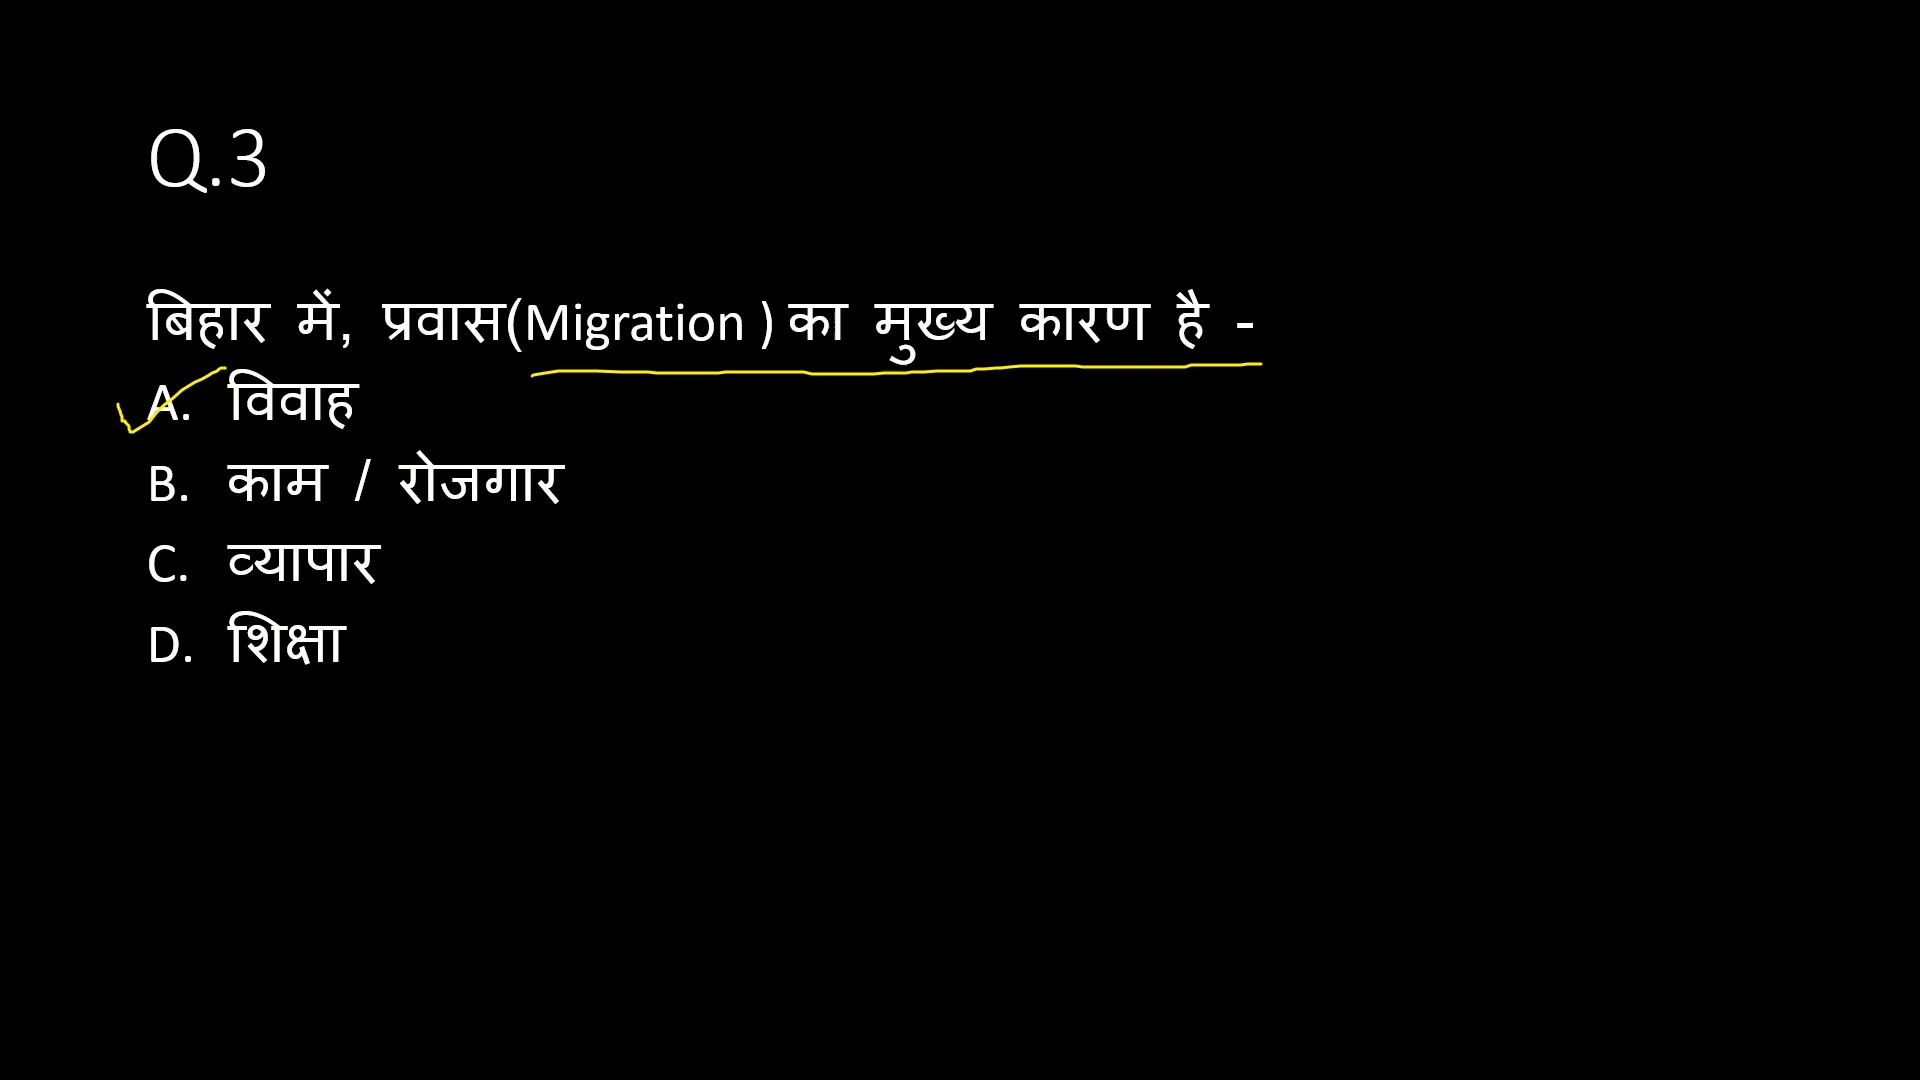 Q.3
बिहार में, प्रवास(Migration ) का मुख्य कारण है -
A. विवाह
B. काम / रोजगार
C. व्यापार
D. शिक्षा